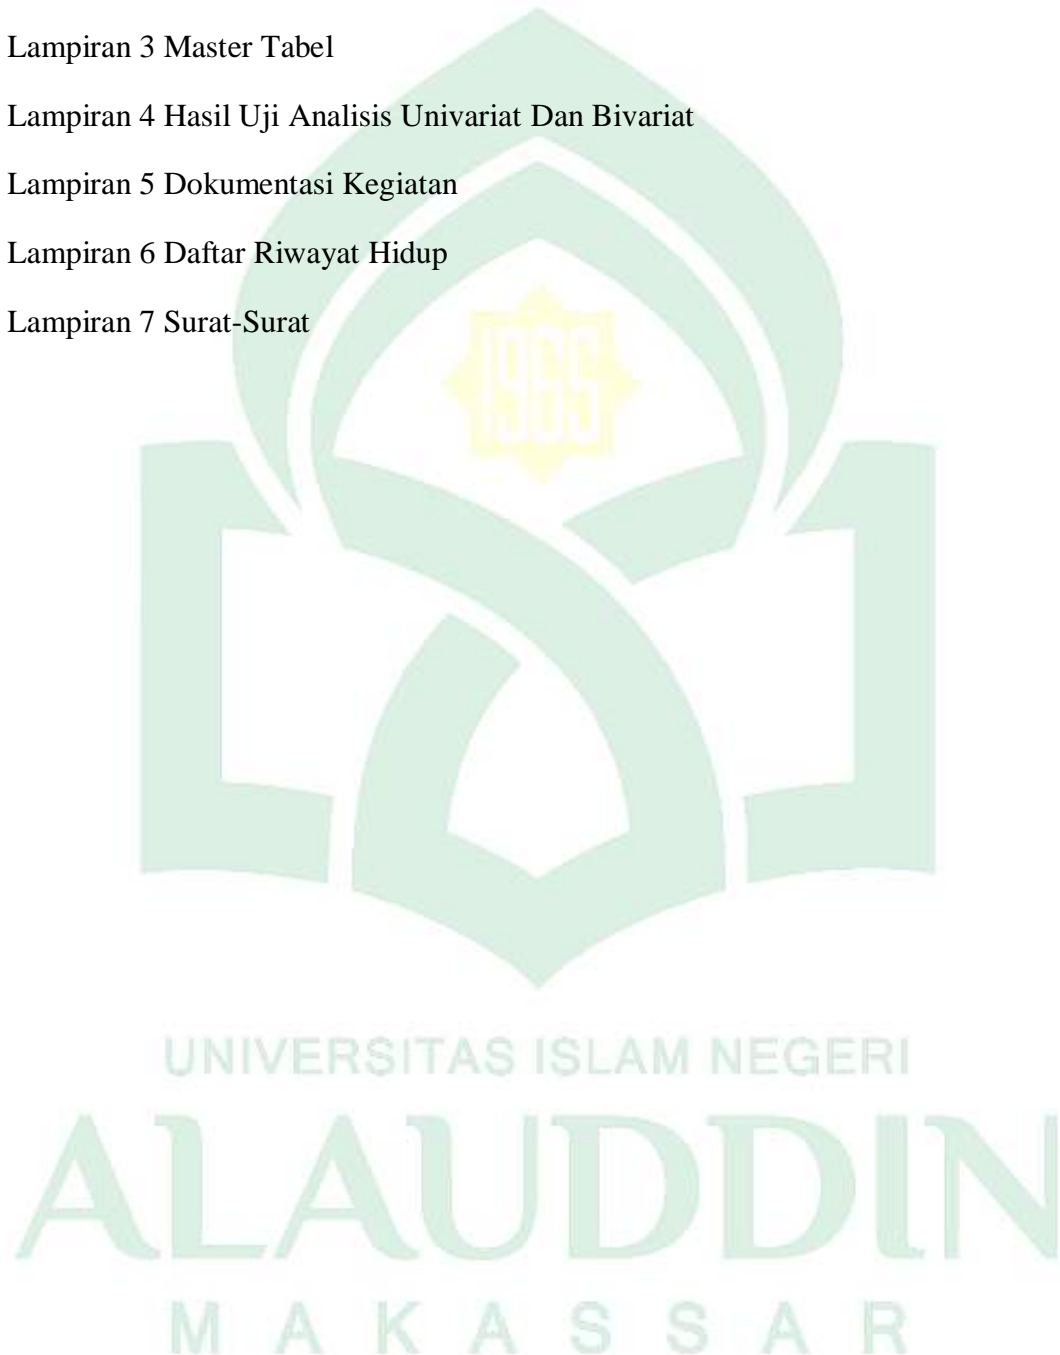 Lampiran 3 Master Tabel
Lampiran 4 Hasil Uji Analisis Univariat Dan Bivariat
Lampiran 5 Dokumentasi Kegiatan
Lampiran 6 Daftar Riwayat Hidup
Lampiran 7 Surat-Surat
1965
UNIVERSITAS ISLAM NEGERI
ALAUDDIN
MAKASSAR